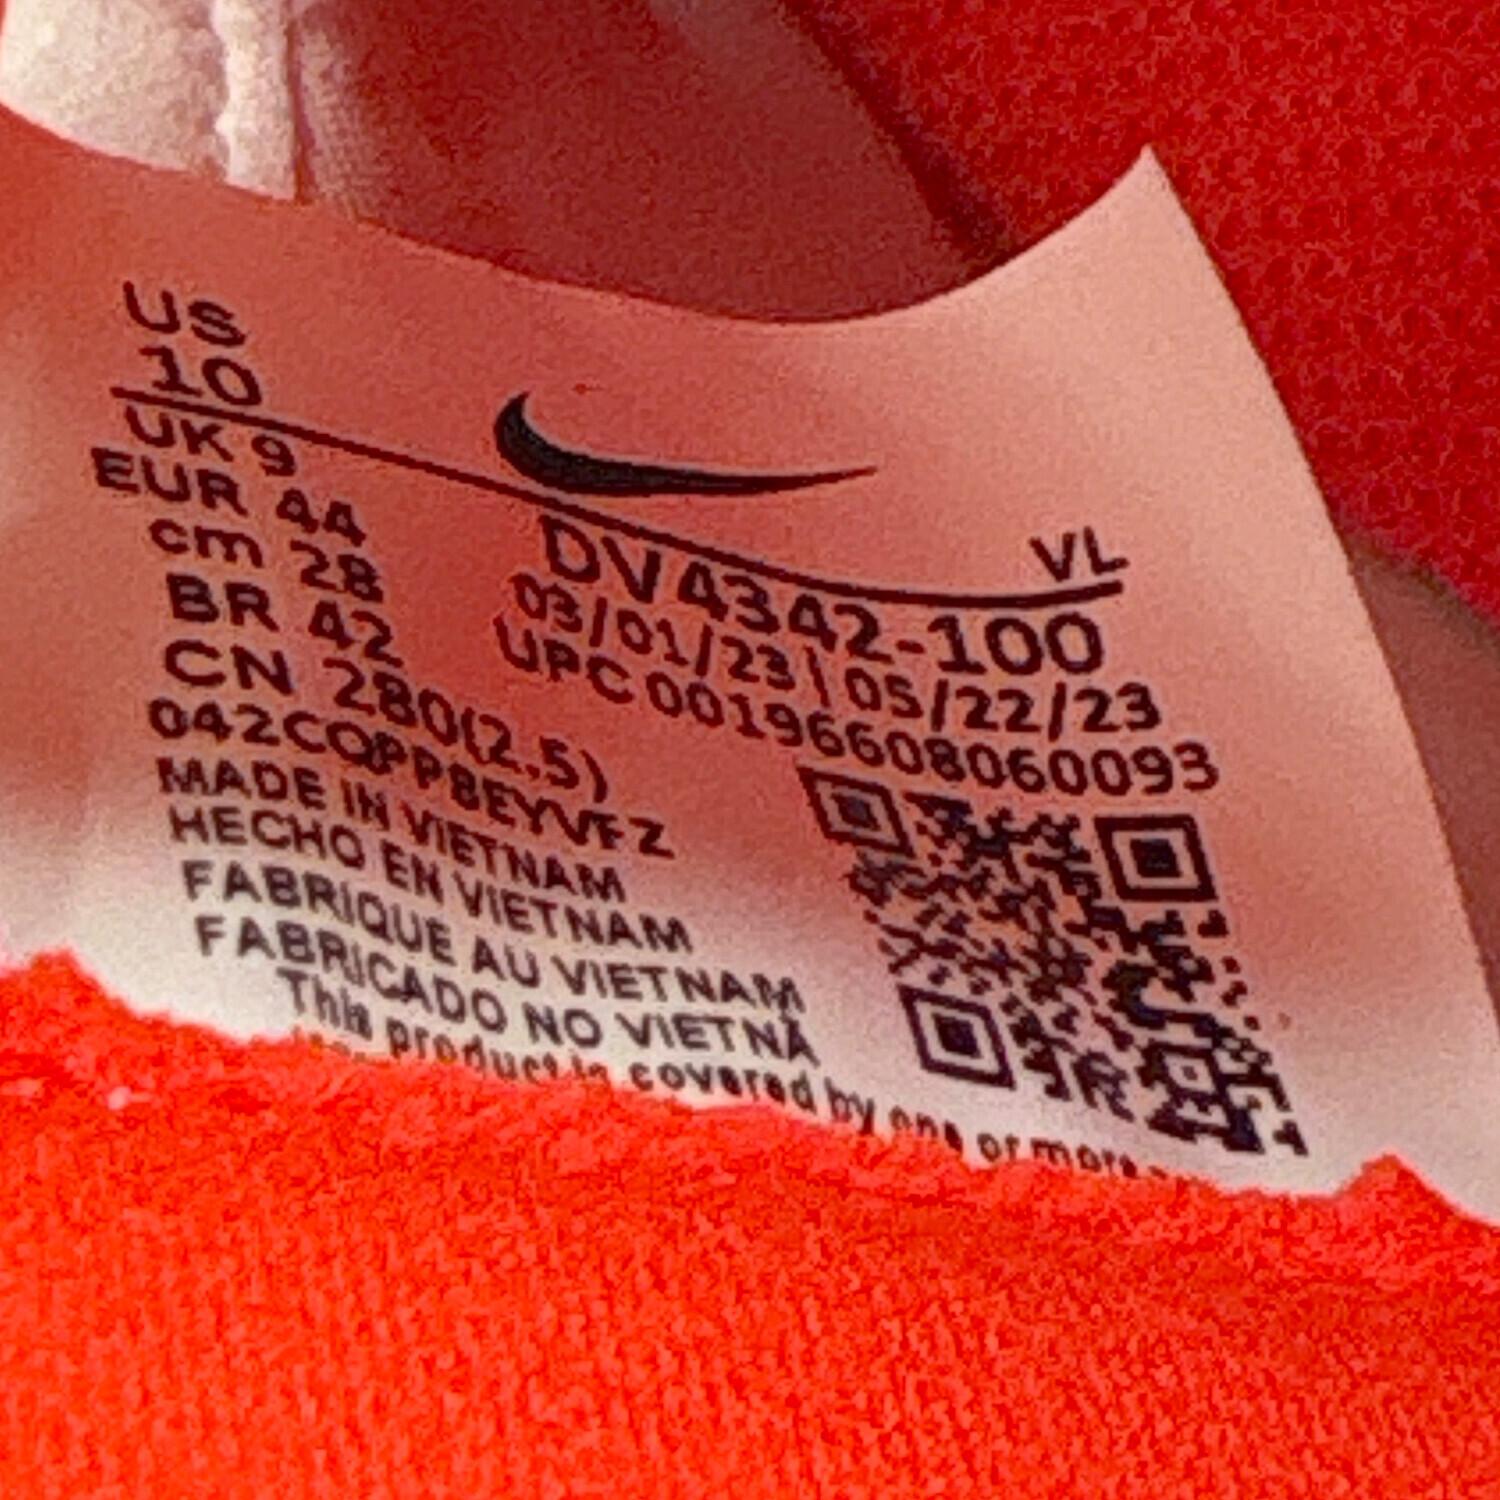 US
10
UK 9
EUR 44
cm 28
BR 42
CN 280(2.5)
042CQPP8EYVFZ
MADE IN VIETNAM
HECHO EN VIETNAM
FABRIQUE AU VIETNAM
FABRICADO NO VIETNÃ
This product is covered by one or more
VL
DV4342-100
03/01/23 \ 05/22/23
UPC 00196608060093